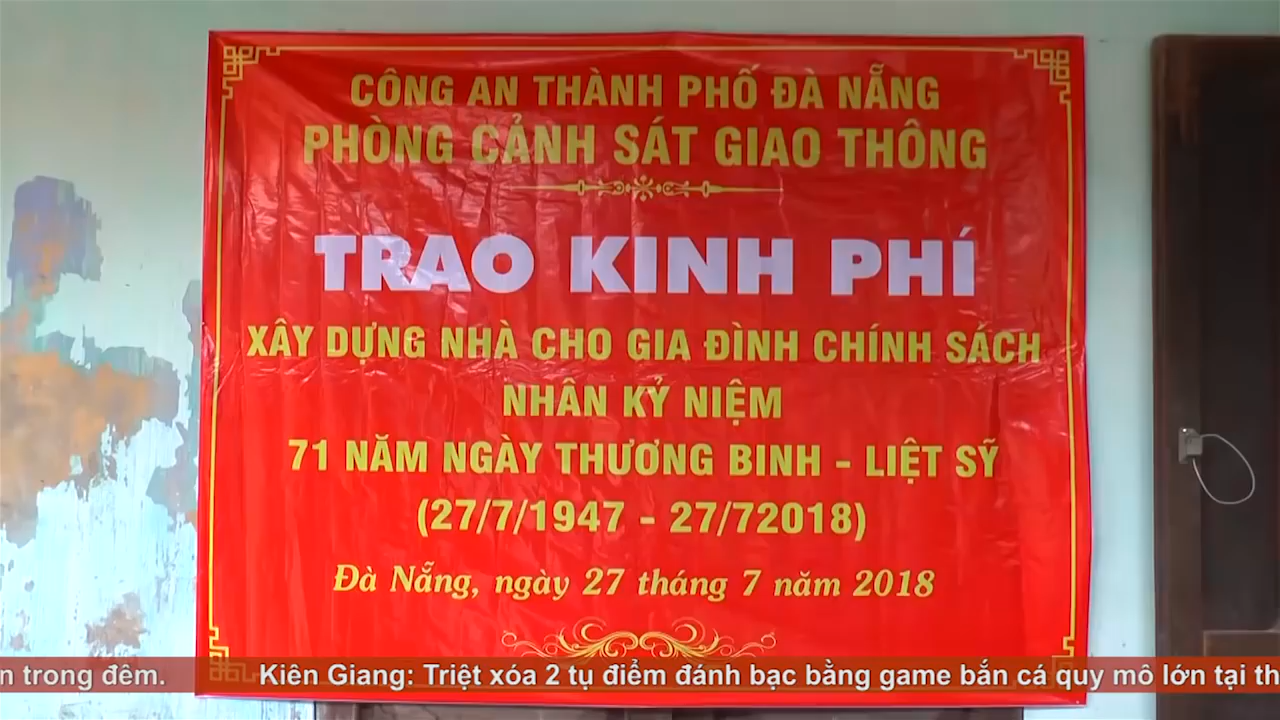 CÔNG AN THÀNH PHỐ ĐÀ NẴNG
PHÒNG CẢNH SÁT GIAO THÔNG
TRAO KINH PHÍ
XÂY DỰNG NHÀ CHO GIA ĐÌNH CHÍNH SÁCH
NHÂN KỶ NIỆM
71 NĂM NGÀY THƯƠNG BINH - LIỆT SỸ
(27/7/1947 - 27/72018)
Đà Nẵng, ngày 27 tháng 7 năm 2018
n trong đêm. Kiên Giang: Triệt xóa 2 tụ điểm đánh bạc bằng game bắn cá quy mô lớn tại th